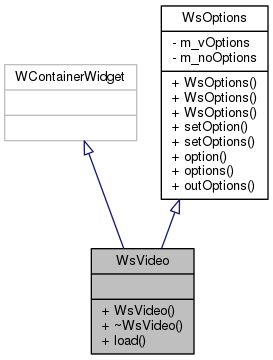 WsOptions
- m_vOptions
- m_noOptions
+ WsOptions()
+ WsOptions()
+ WsOptions()
+ setOption()
+ setOptions()
+ option()
+ options()
+ outOptions()
WContainerWidget
WsVideo
+ WsVideo()
+ ~WsVideo()
+ load()